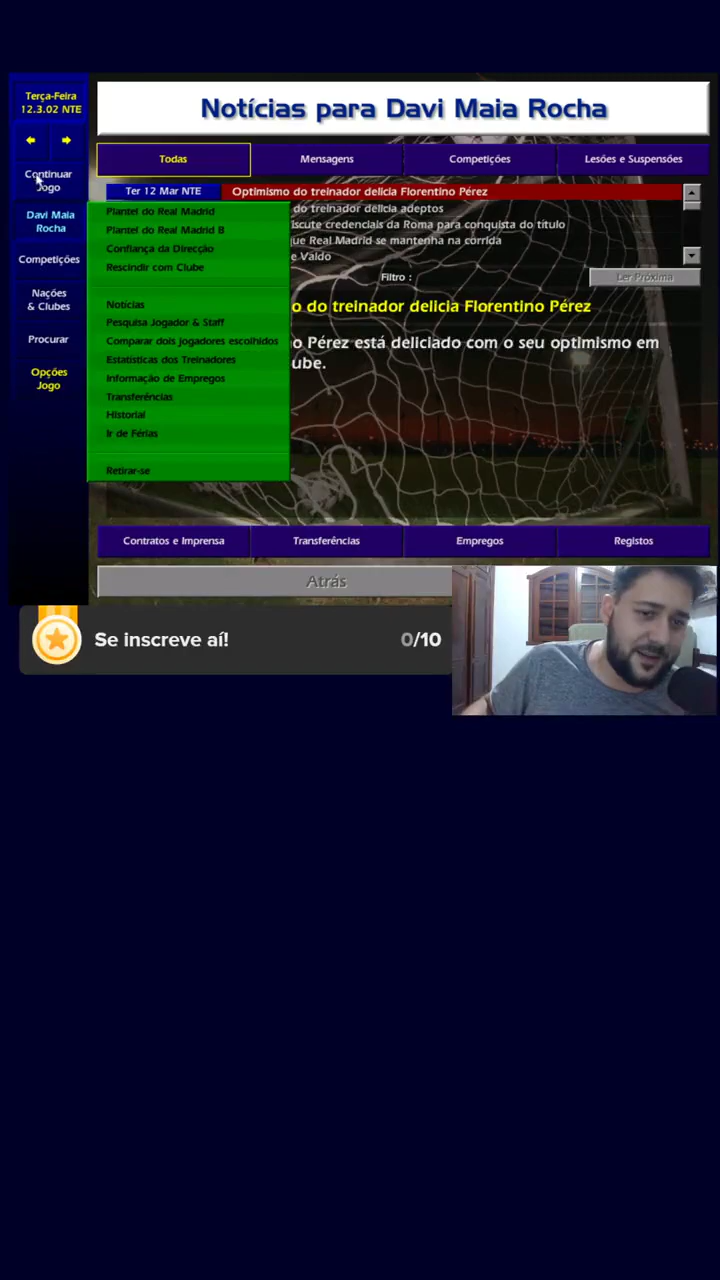 Terça-Feira
12.3.02 NTE
Continuar
Jogo
Davi Maia
Rocha
Competições
Nações
& Clubes
Procurar
Opções
Jogo
Notícias para Davi Maia Rocha
Todas
Mensagens
Competições
Lesões e Suspensões
Ter 12 Mar NTE
Optimismo do treinador delicia Florentino Pérez
do treinador delicia adeptos
iscute credenciais da Roma para conquista do título
que Real Madrid se mantenha na corrida
e Valdo
Filtro :
Ler Próxima
o do treinador delicia Florentino Pérez
o Pérez está deliciado com o seu optimismo em
ube.
Plantel do Real Madrid
Plantel do Real Madrid B
Confiança da Direcção
Rescindir com Clube
Notícias
Pesquisa Jogador & Staff
Comparar dois jogadores escolhidos
Estatísticas dos Treinadores
Informação de Empregos
Transferências
Historial
Ir de Férias
Retirar-se
Contratos e Imprensa
Transferências
Empregos
Registos
Atrás
Se inscreve aí!
0/10